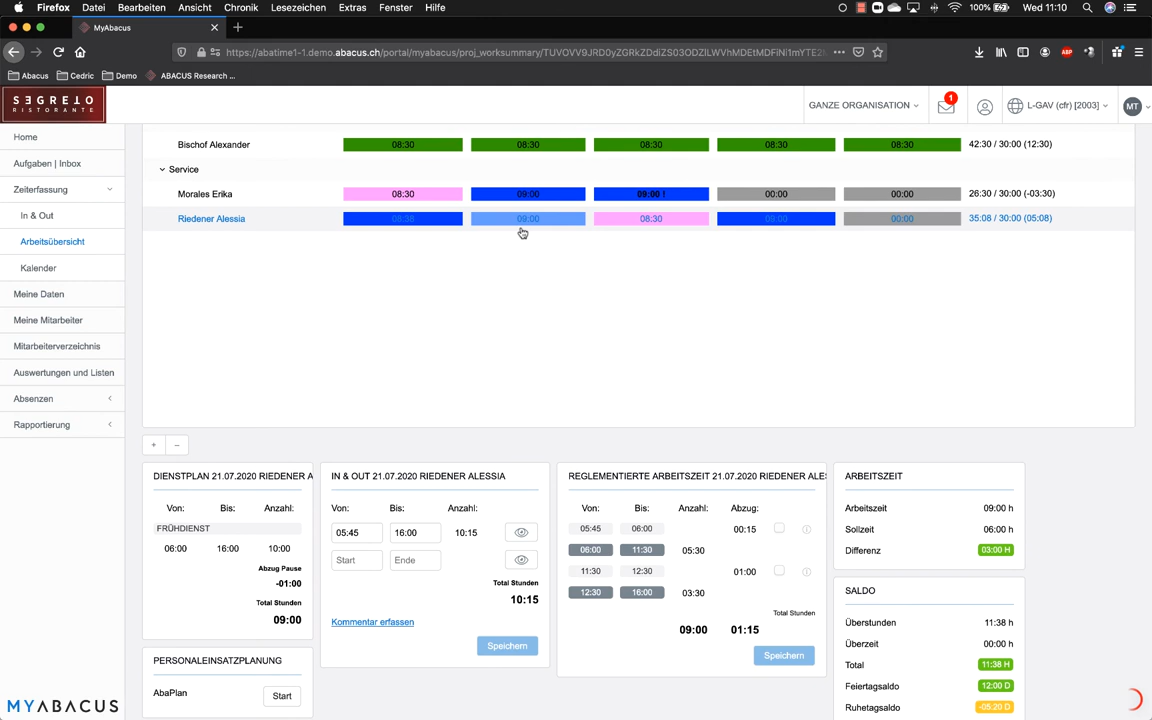 Firefox Datei Bearbeiten Ansicht Chronik Lesezeichen Extras Fenster Hilfe 100% Wed 11:10
MyAbacus
https://abatime1-1.demo.abacus.ch/portal/myabacus/proj_worksummary/
Abacus Cedric Demo ABACUS Research ...
SEGRETO
RISTORANTE
GANZE ORGANISATION 1 L-GAV (cfr) [2003] MT
Home
Aufgaben | Inbox
Zeiterfassung
In & Out
Arbeitsübersicht
Kalender
Meine Daten
Meine Mitarbeiter
Mitarbeiterverzeichnis
Auswertungen und Listen
Absenzen
Rapportierung
MYABACUS
Bischof Alexander 08:30 08:30 08:30 08:30 08:30 42:30 / 30:00 (12:30)
Service
Morales Erika 08:30 09:00 09:00 ! 00:00 00:00 26:30 / 30:00 (-03:30)
Riedener Alessia 08:38 09:00 08:30 09:00 00:00 35:08 / 30:00 (05:08)
+ –
DIENSTPLAN 21.07.2020 RIEDENER A
Von: Bis: Anzahl:
FRÜHDIENST
06:00 16:00 10:00
Abzug Pause
-01:00
Total Stunden
09:00
PERSONALEINSATZPLANUNG
AbaPlan Start
IN & OUT 21.07.2020 RIEDENER ALESSIA
Von: Bis: Anzahl:
05:45 16:00 10:15
Start Ende
Total Stunden
10:15
Kommentar erfassen
Speichern
REGLEMENTIERTE ARBEITSZEIT 21.07.2020 RIEDENER ALES
Von: Bis: Anzahl: Abzug:
05:45 06:00 00:15
06:00 11:30 05:30
11:30 12:30 01:00
12:30 16:00 03:30
Total Stunden
09:00 01:15
Speichern
ARBEITSZEIT
Arbeitszeit 09:00 h
Sollzeit 06:00 h
Differenz 03:00 H
SALDO
Überstunden 11:38 h
Überzeit 00:00 h
Total 11:38 H
Feiertagsaldo 12:00 D
Ruhetagsaldo -05:20 D